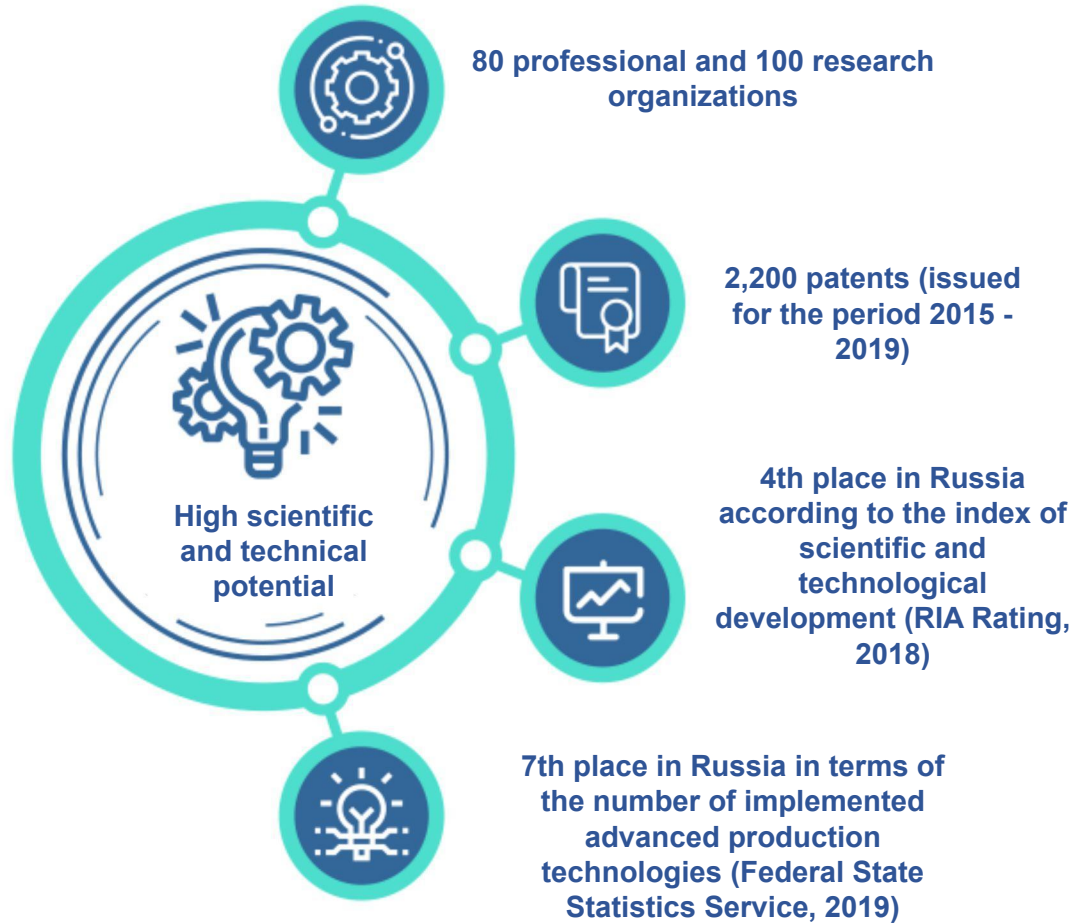 80 professional and 100 research
organizations
2,200 patents (issued
for the period 2015 -
2019)
High scientific
and technical
potential
4th place in Russia
according to the index of
scientific and
technological
development (RIA Rating,
2018)
7th place in Russia in terms of
the number of implemented
advanced production
technologies (Federal State
Statistics Service, 2019)